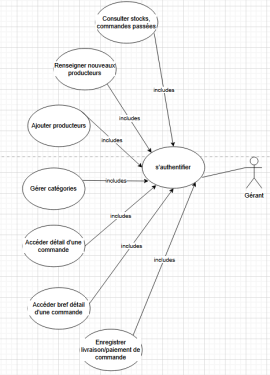 Consulter stocks,
commandes passées
Renseigner nouveaux
producteurs
includes
includes
Ajouter producteurs
includes
s'authentifier
Gérer catégories
includes
Gérant
includes
Accéder détail d'une
commande
includes
includes
Accéder bref détail
d'une commande
Enregistrer
livraison/paiement de
commande